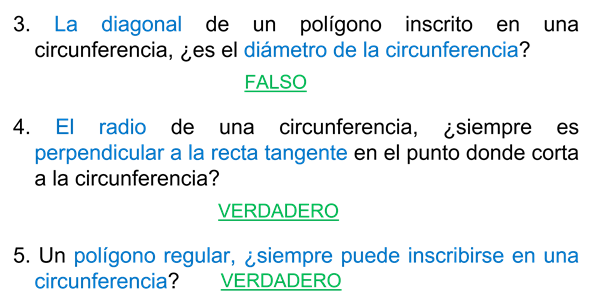 3. La diagonal de un polígono inscrito en una
circunferencia, ¿es el diámetro de la circunferencia?
FALSO
4. El radio de una circunferencia, ¿siempre es
perpendicular a la recta tangente en el punto donde corta
a la circunferencia?
VERDADERO
5. Un polígono regular, ¿siempre puede inscribirse en una
circunferencia? VERDADERO